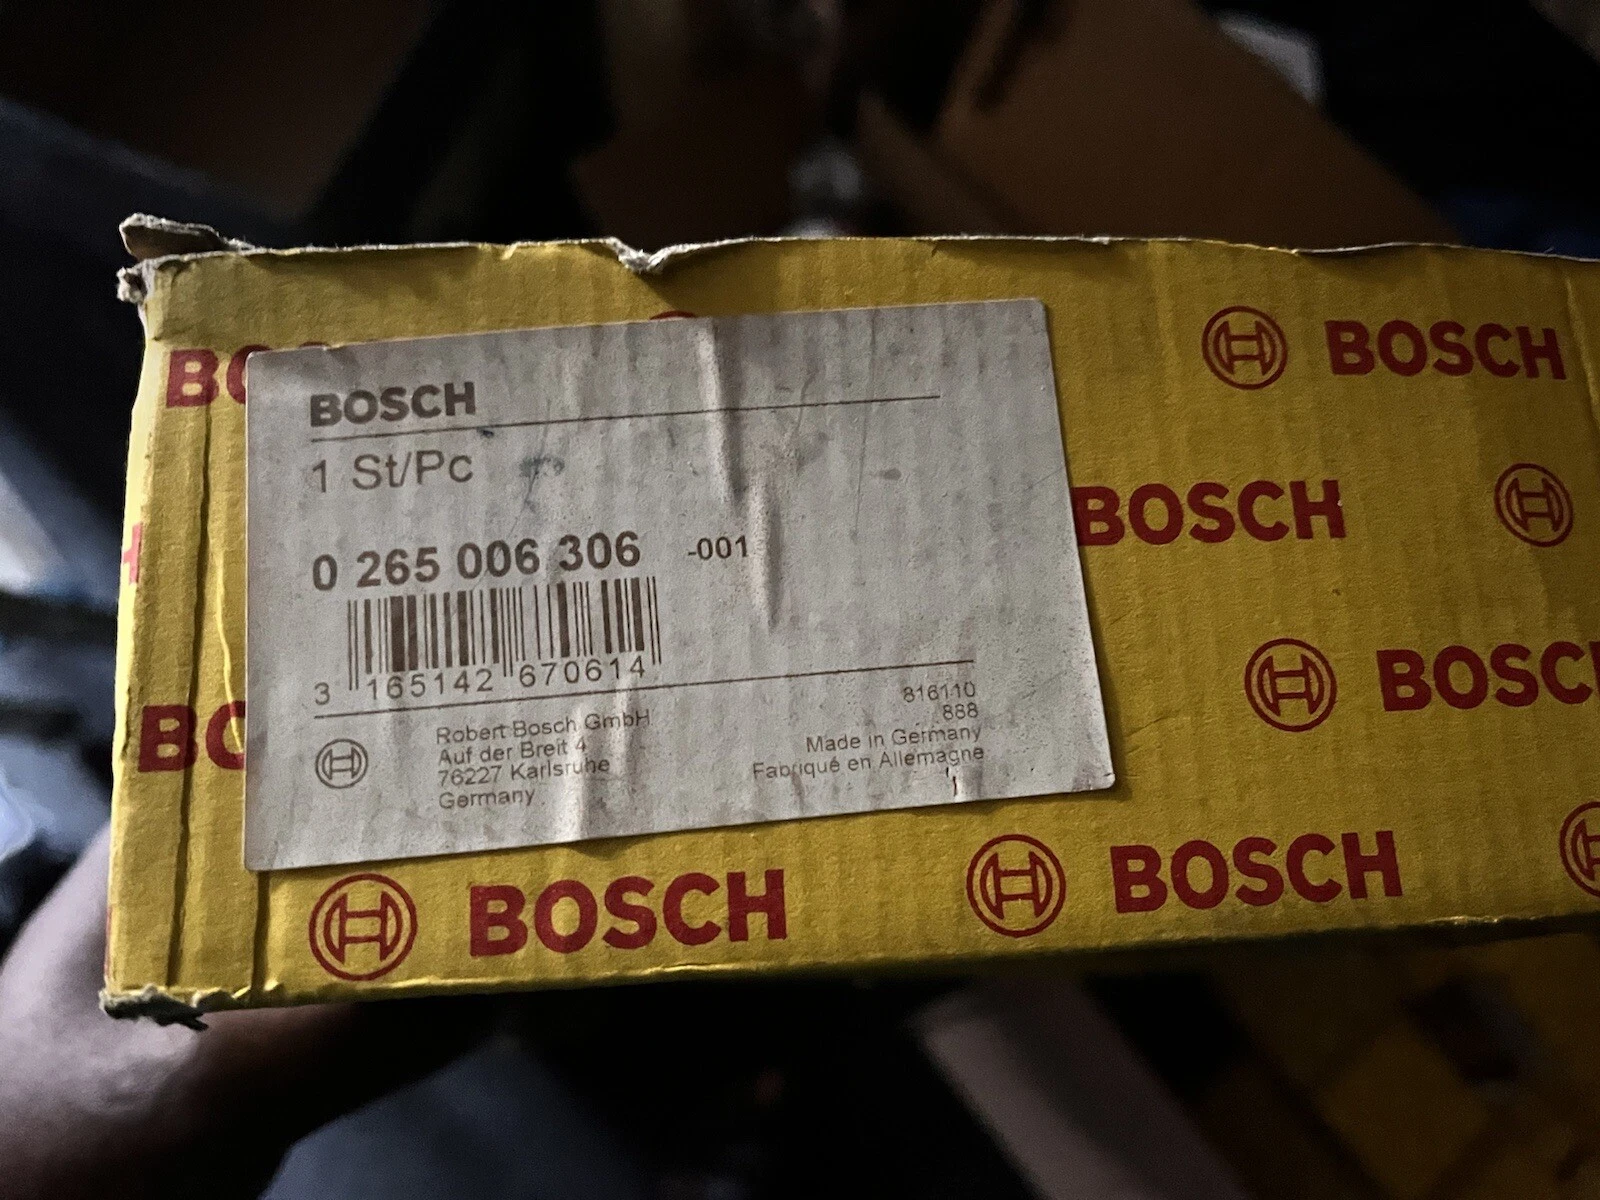 BOSCH
BOSCH
1 St/Pc
BOSCH
0 265 006 306 -001
3 165142 670614
BOSCH
816110
888
Robert Bosch GmbH
Auf der Breit 4
76227 Karlsruhe
Germany
Made in Germany
Fabriqué en Allemagne
BOSCH
BOSCH